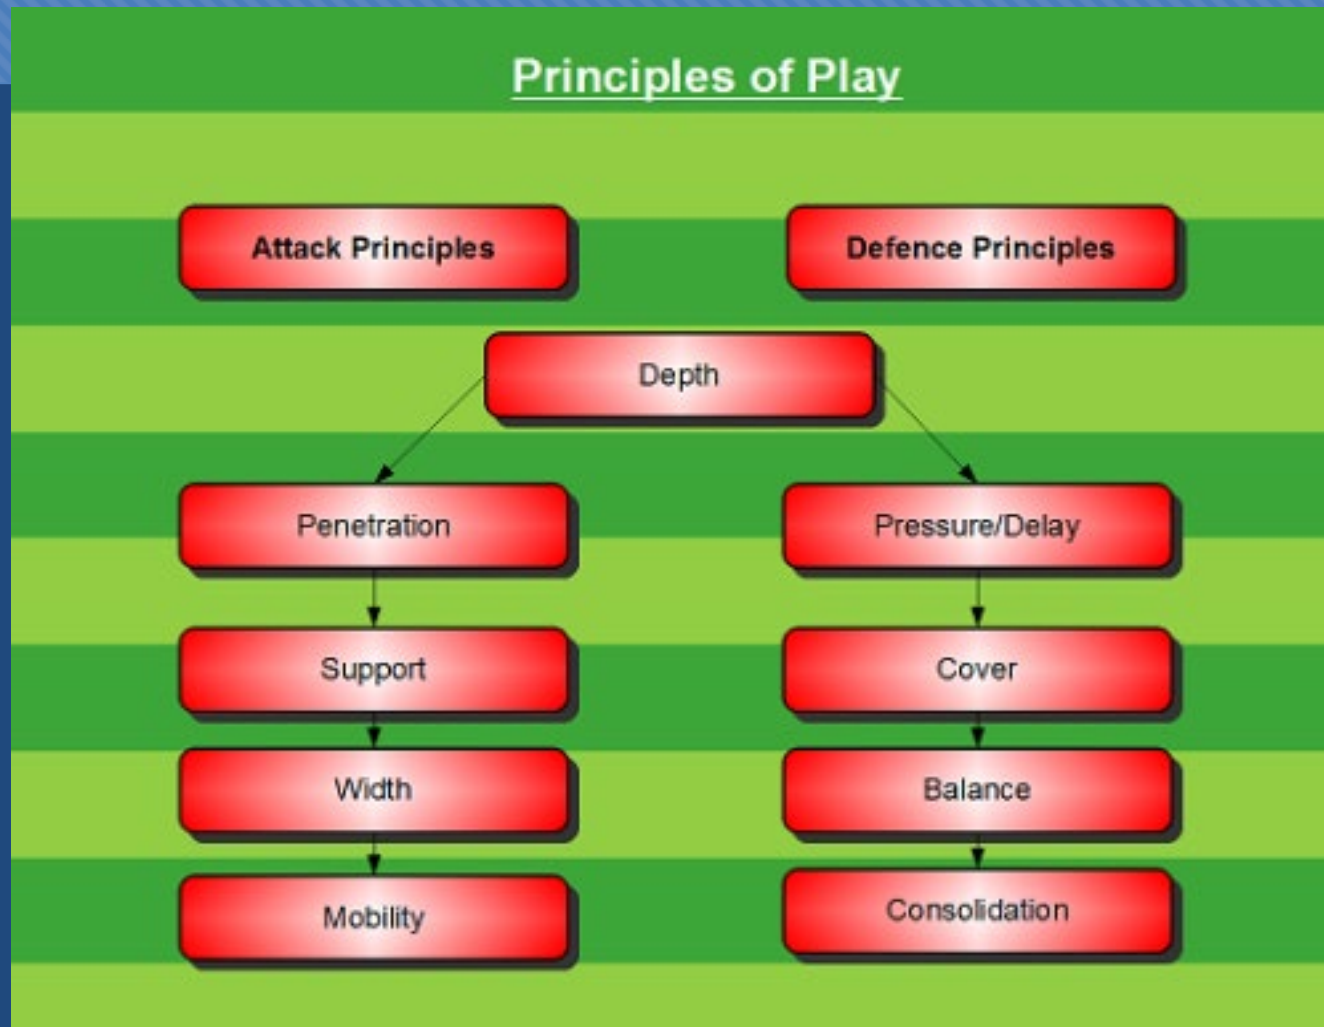 Principles of Play
Attack Principles
Defence Principles
Depth
Penetration
Pressure/Delay
Support
Cover
Width
Balance
Mobility
Consolidation